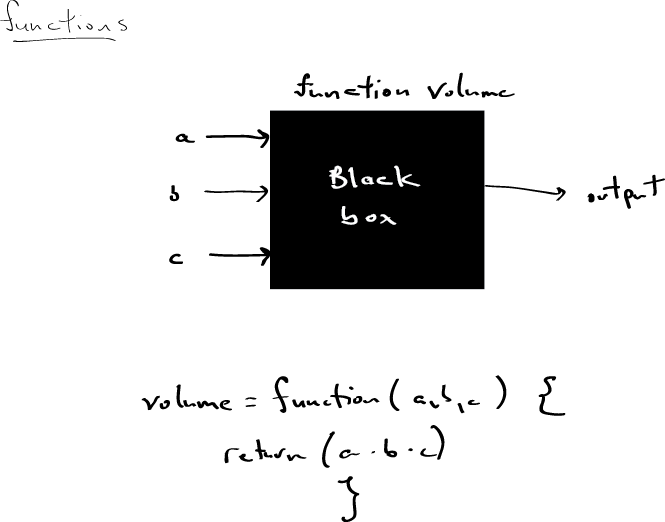 functions
function volume
a
b
c
Black
box
output
volume = function(a,b,c) {
return(a·b·c)
}